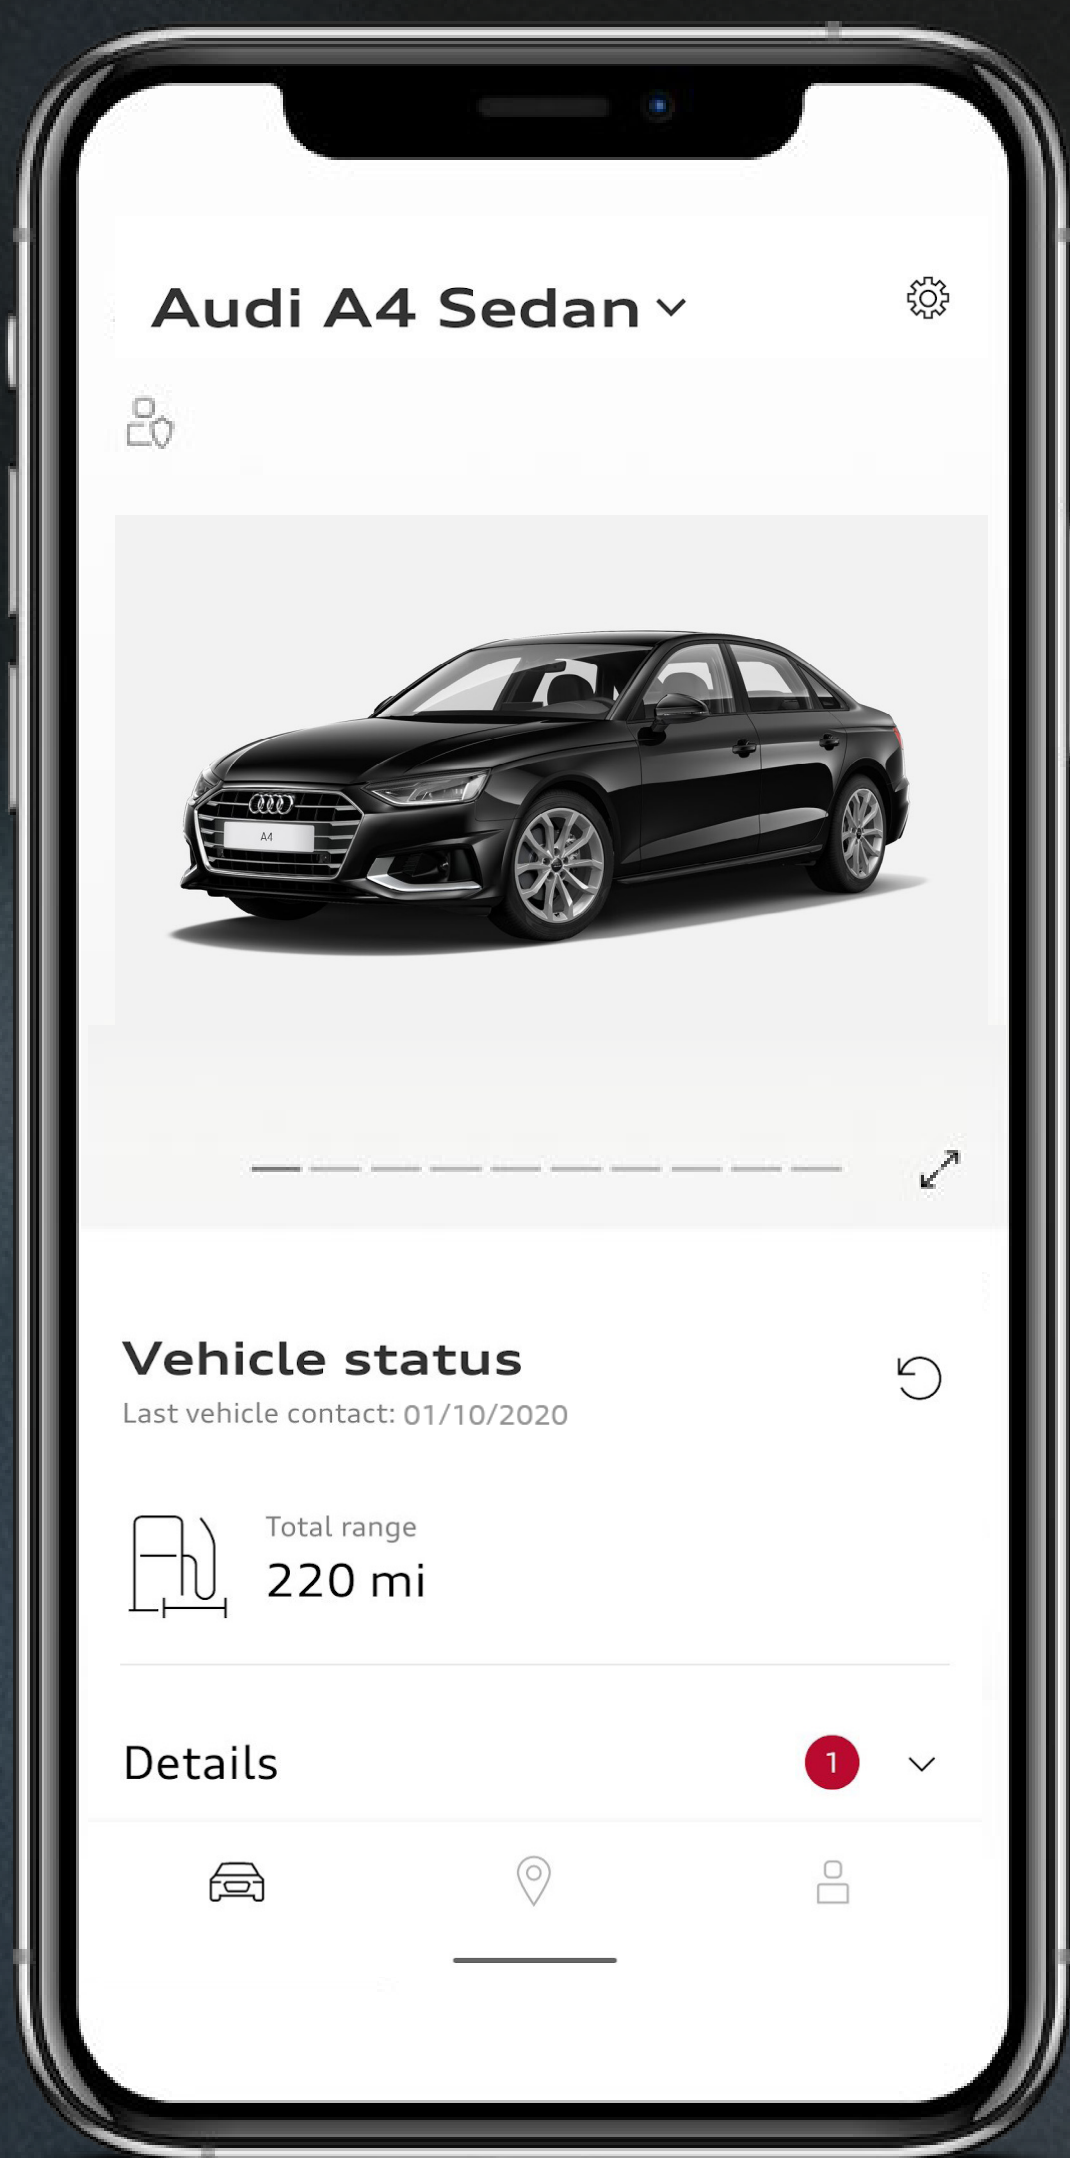 Audi A4 Sedan
A4
Vehicle status
Last vehicle contact: 01/10/2020
Total range
220 mi
Details
1